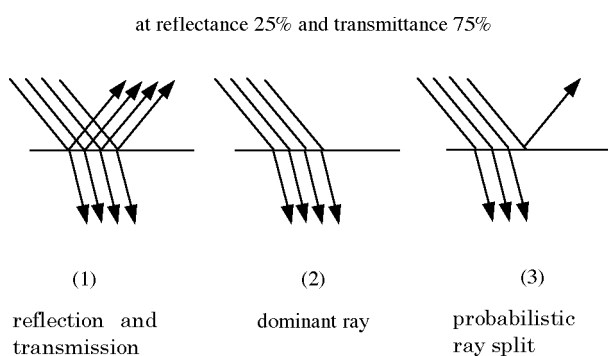 at reflectance 25% and transmittance 75%
(1)
(2)
(3)
reflection and
transmission
dominant ray
probabilistic
ray split